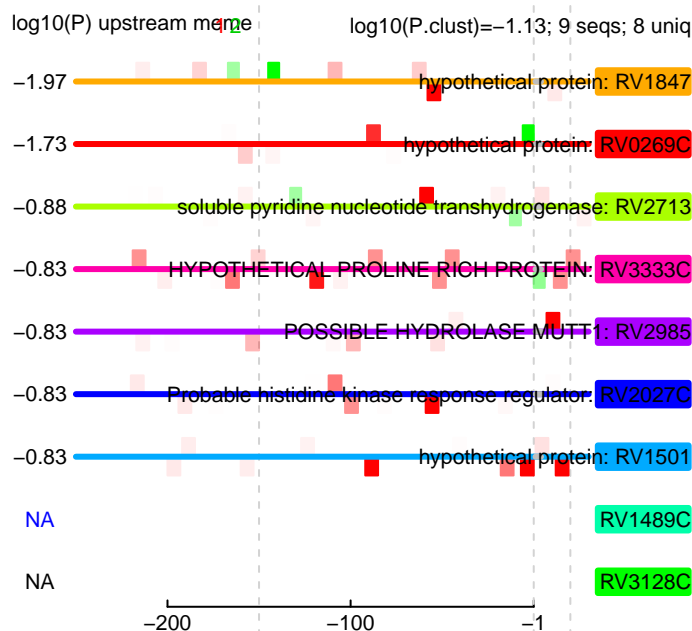 log10(P) upstream meme 1 2 log10(P.clust)=−1.13; 9 seqs; 8 uniq
−1.97 hypothetical protein: RV1847
−1.73 hypothetical protein: RV0269C
−0.88 soluble pyridine nucleotide transhydrogenase: RV2713
−0.83 HYPOTHETICAL PROLINE RICH PROTEIN: RV3333C
−0.83 POSSIBLE HYDROLASE MUTT1: RV2985
−0.83 Probable histidine kinase response regulator: RV2027C
−0.83 hypothetical protein: RV1501
NA RV1489C
NA RV3128C
−200 −100 −1